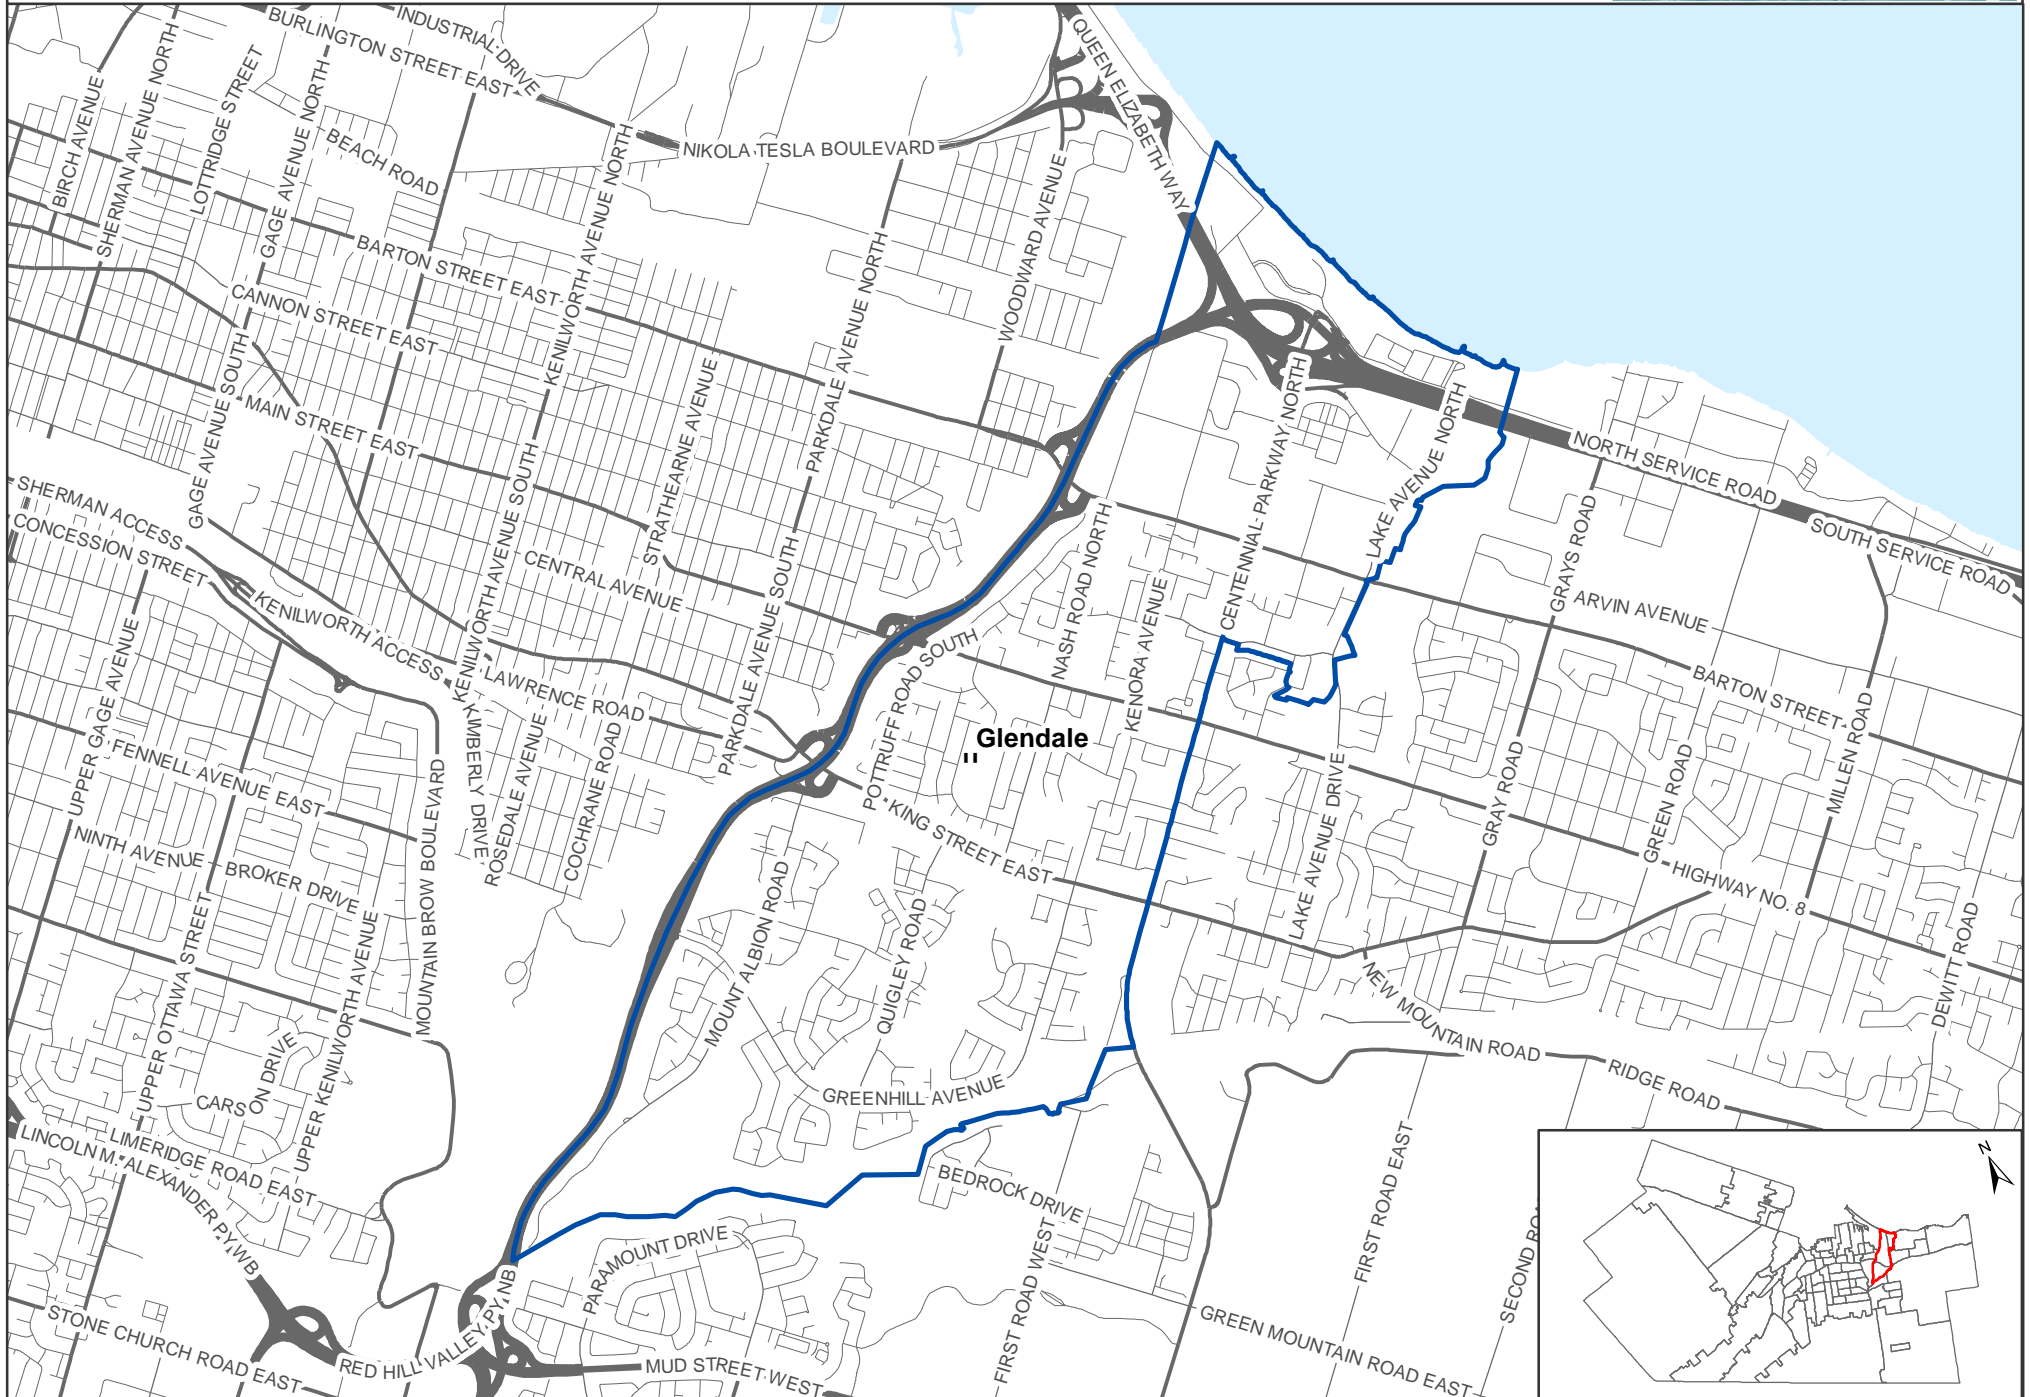 INDUSTRIAL DRIVE
BURLINGTON STREET EAST
QUEEN ELIZABETH WAY
BIRCH AVENUE
SHERMAN AVENUE NORTH
LOTTRIDGE STREET
GAGE AVENUE NORTH
BEACH ROAD
NIKOLA TESLA BOULEVARD
KENILWORTH AVENUE NORTH
WOODWARD AVENUE
BARTON STREET EAST
PARKDALE AVENUE NORTH
CANNON STREET EAST
GAGE AVENUE SOUTH
MAIN STREET EAST
STRATHEARNE AVENUE
CENTENNIAL PARKWAY NORTH
LAKE AVENUE NORTH
NORTH SERVICE ROAD
SOUTH SERVICE ROAD
SHERMAN ACCESS
CONCESSION STREET
KENILWORTH AVENUE SOUTH
NASH ROAD NORTH
GRAYS ROAD
KENILWORTH ACCESS
CENTRAL AVENUE
PARKDALE AVENUE SOUTH
KENORA AVENUE
ARVIN AVENUE
UPPER GAGE AVENUE
LAWRENCE ROAD
POTTRUFF ROAD SOUTH
BARTON STREET
MILLEN ROAD
Glendale
FENNELL AVENUE EAST
KIMBERLY DRIVE
ROSEDALE AVENUE
COCHRANE ROAD
KING STREET EAST
LAKE AVENUE DRIVE
GRAY ROAD
GREEN ROAD
NINTH AVENUE
BROKER DRIVE
MOUNTAIN BROW BOULEVARD
HIGHWAY NO. 8
UPPER OTTAWA STREET
UPPER KENILWORTH AVENUE
MOUNT ALBION ROAD
QUIGLEY ROAD
NEW MOUNTAIN ROAD
DEWITT ROAD
CARSON DRIVE
GREENHILL AVENUE
RIDGE ROAD
LIMERIDGE ROAD EAST
LINCOLN M. ALEXANDER PY WB
BEDROCK DRIVE
FIRST ROAD EAST
SECOND ROA
N
PARAMOUNT DRIVE
FIRST ROAD WEST
GREEN MOUNTAIN ROAD EAST
STONE CHURCH ROAD EAST
RED HILL VALLEY PY NB
MUD STREET WEST